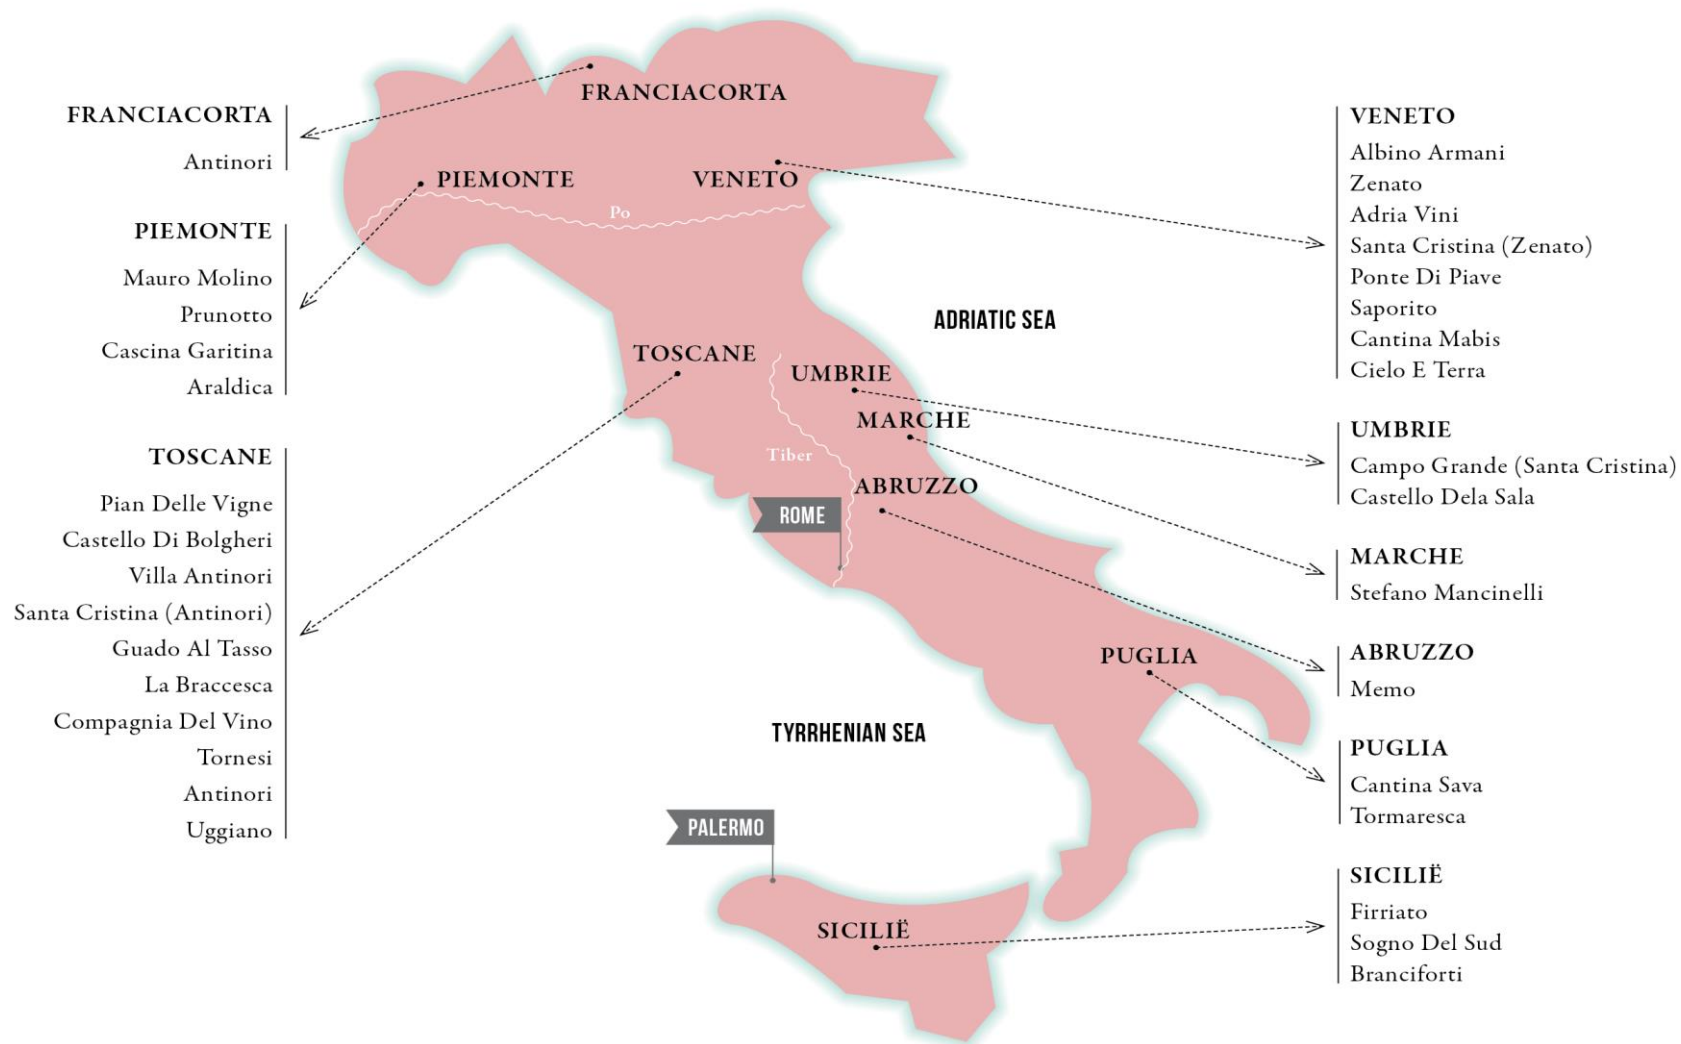 FRANCIACORTA
Antinori
PIEMONTE
Mauro Molino
Prunotto
Cascina Garitina
Araldica
TOSCANE
Pian Delle Vigne
Castello Di Bolgheri
Villa Antinori
Santa Cristina (Antinori)
Guado Al Tasso
La Braccesca
Compagnia Del Vino
Tornesi
Antinori
Uggiano
FRANCIACORTA
PIEMONTE
VENETO
Po
ADRIATIC SEA
TOSCANE
UMBRIE
MARCHE
Tiber
ABRUZZO
ROME
PUGLIA
TYRRHENIAN SEA
PALERMO
SICILIË
VENETO
Albino Armani
Zenato
Adria Vini
Santa Cristina (Zenato)
Ponte Di Piave
Saporito
Cantina Mabis
Cielo E Terra
UMBRIE
Campo Grande (Santa Cristina)
Castello Dela Sala
MARCHE
Stefano Mancinelli
ABRUZZO
Memo
PUGLIA
Cantina Sava
Tormaresca
SICILIË
Firriato
Sogno Del Sud
Branciforti